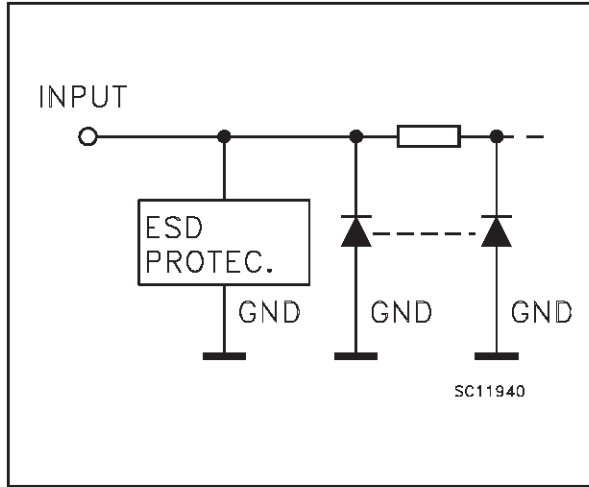 INPUT
ESD
PROTEC.
GND
GND
GND
SC11940